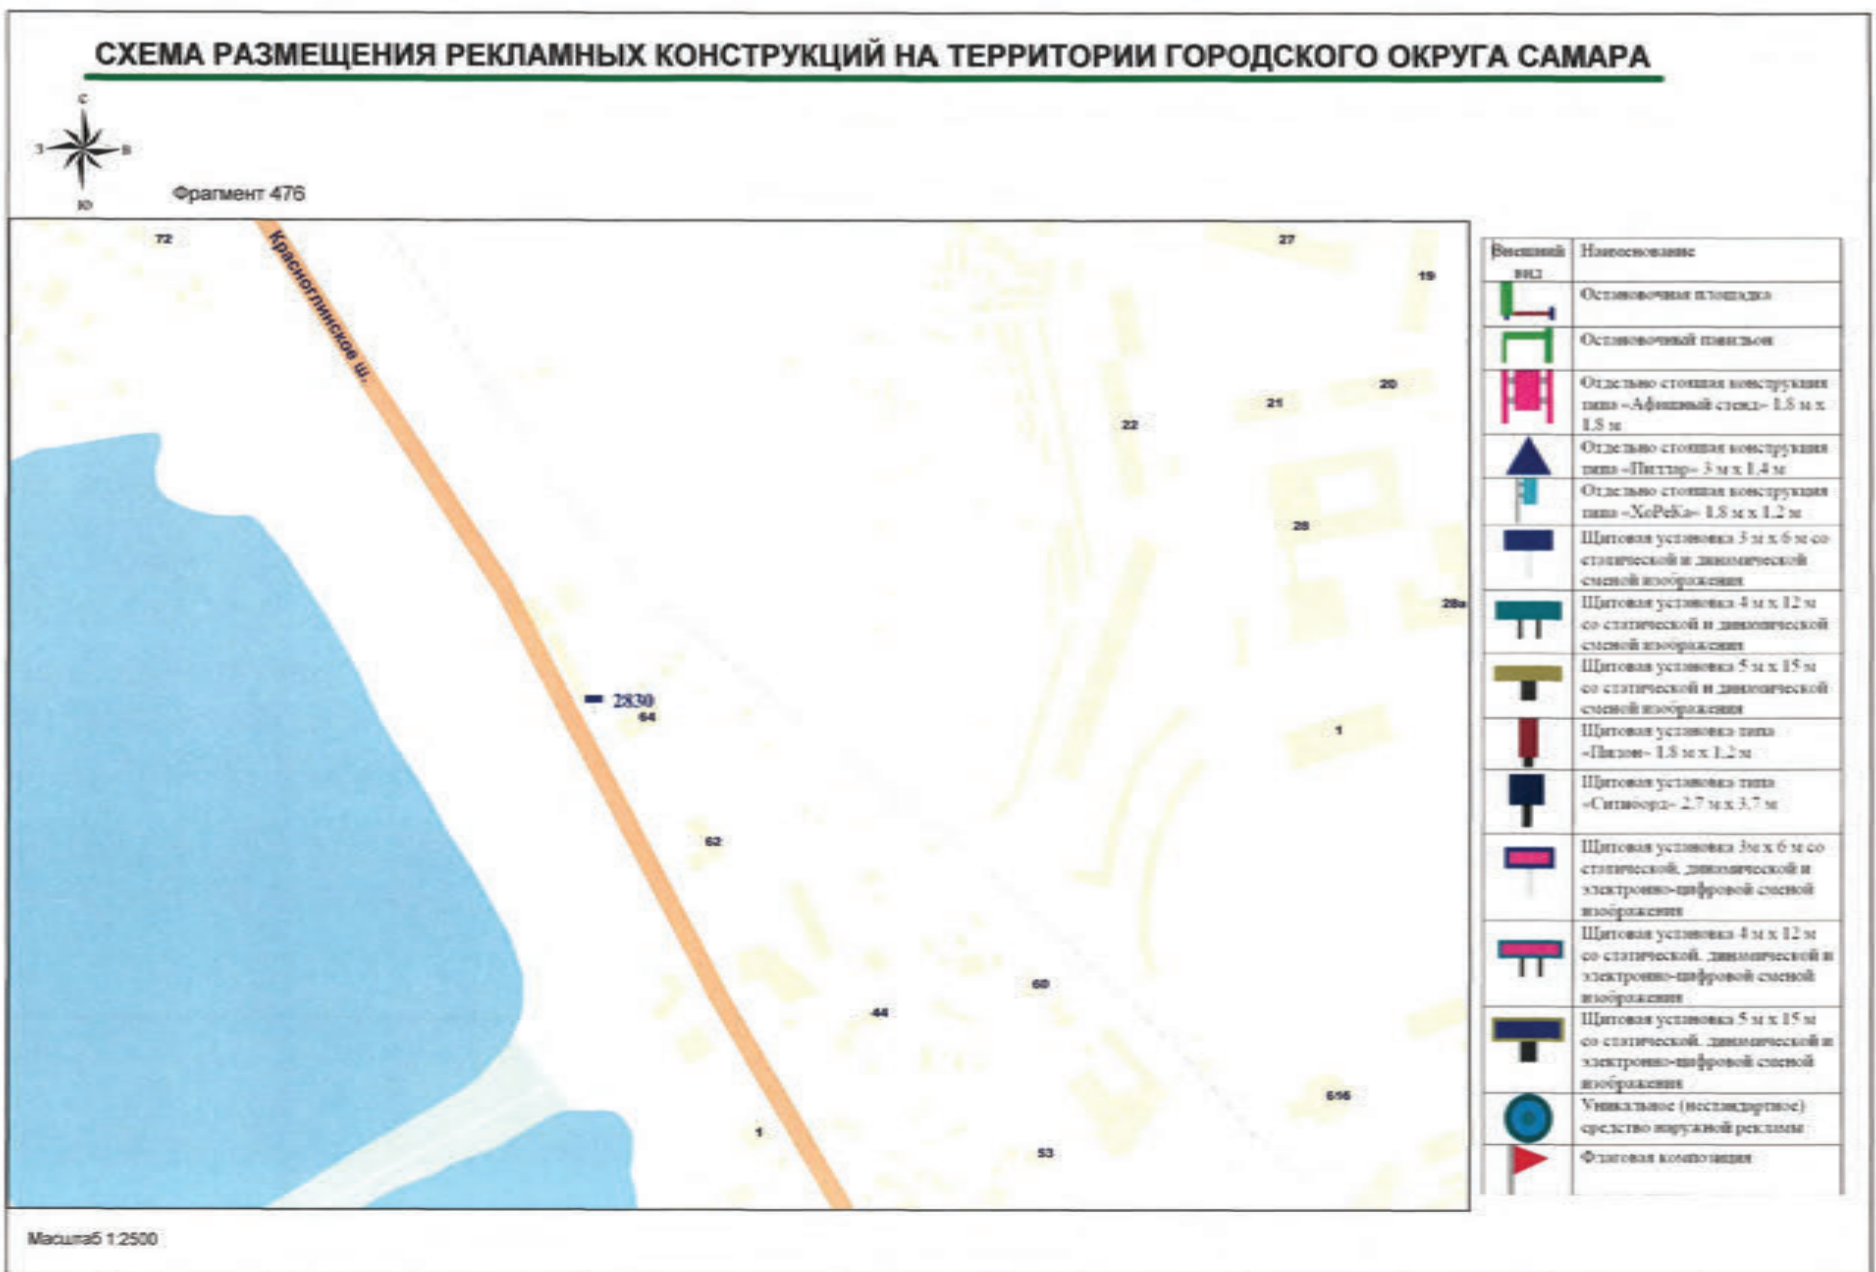 СХЕМА РАЗМЕЩЕНИЯ РЕКЛАМНЫХ КОНСТРУКЦИЙ НА ТЕРРИТОРИИ ГОРОДСКОГО ОКРУГА САМАРА
С
З
В
Ю
Фрагмент 476
72
Красноглинское ш.
27
19
20
21
22
28
28а
2830
64
1
62
60
44
616
1
53
Внешний
вид
Наименование
Остановочная площадка
Остановочный павильон
Отдельно стоящая конструкция
типа «Афишный стенд» 1.8 м х
1.8 м
Отдельно стоящая конструкция
типа «Пиллар» 3 м х 1,4 м
Отдельно стоящая конструкция
типа «ХоРеКа» 1.8 м х 1.2 м
Щитовая установка 3 м х 6 м со
статической и динамической
сменой изображения
Щитовая установка 4 м х 12 м
со статической и динамической
сменой изображения
Щитовая установка 5 м х 15 м
со статической и динамической
сменой изображения
Щитовая установка типа
«Пилон» 1.8 м х 1.2 м
Щитовая установка типа
«Ситиборд» 2.7 м х 3.7 м
Щитовая установка 3м х 6 м со
статической, динамической и
электронно-цифровой сменой
изображения
Щитовая установка 4 м х 12 м
со статической, динамической и
электронно-цифровой сменой
изображения
Щитовая установка 5 м х 15 м
со статической, динамической и
электронно-цифровой сменой
изображения
Уникальное (нестандартное)
средство наружной рекламы
Флаговая композиция
Масштаб 1:2500